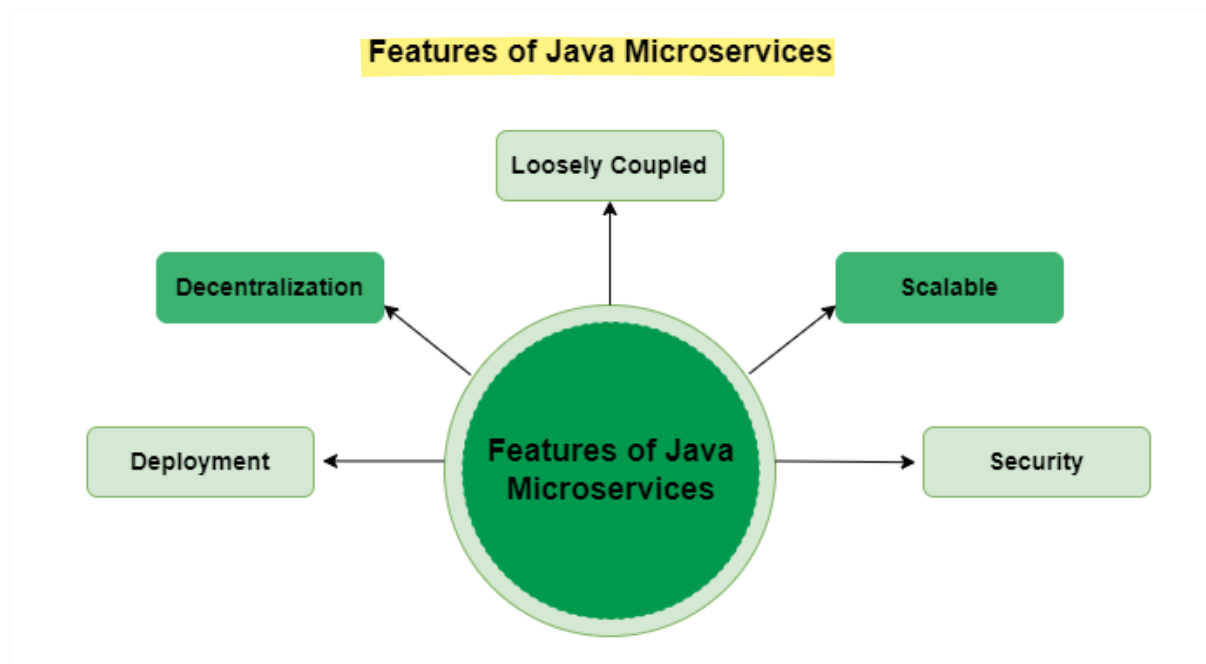 Features of Java Microservices
Loosely Coupled
Decentralization
Scalable
Deployment
Features of Java
Microservices
Security